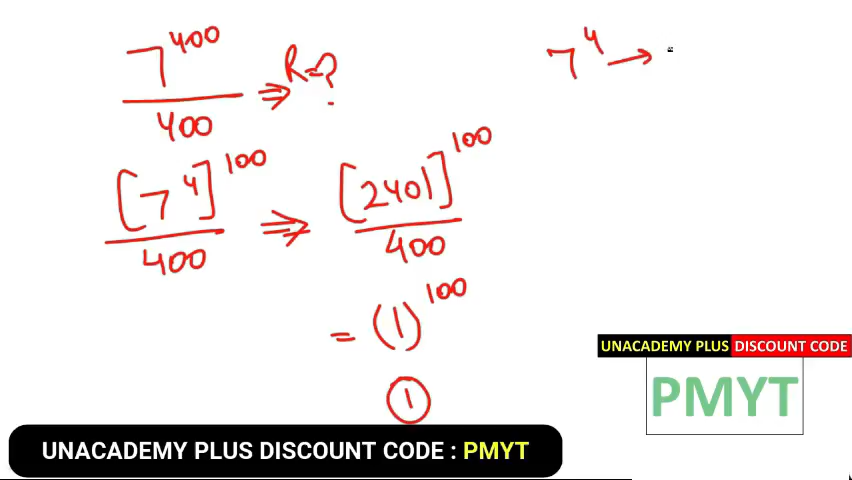 7^400 / 400 ⇒ R=?
7^4 →
[7^4]^100 / 400 ⇒ [2401]^100 / 400
= (1)^100
1
UNACADEMY PLUS DISCOUNT CODE
PMYT
UNACADEMY PLUS DISCOUNT CODE : PMYT